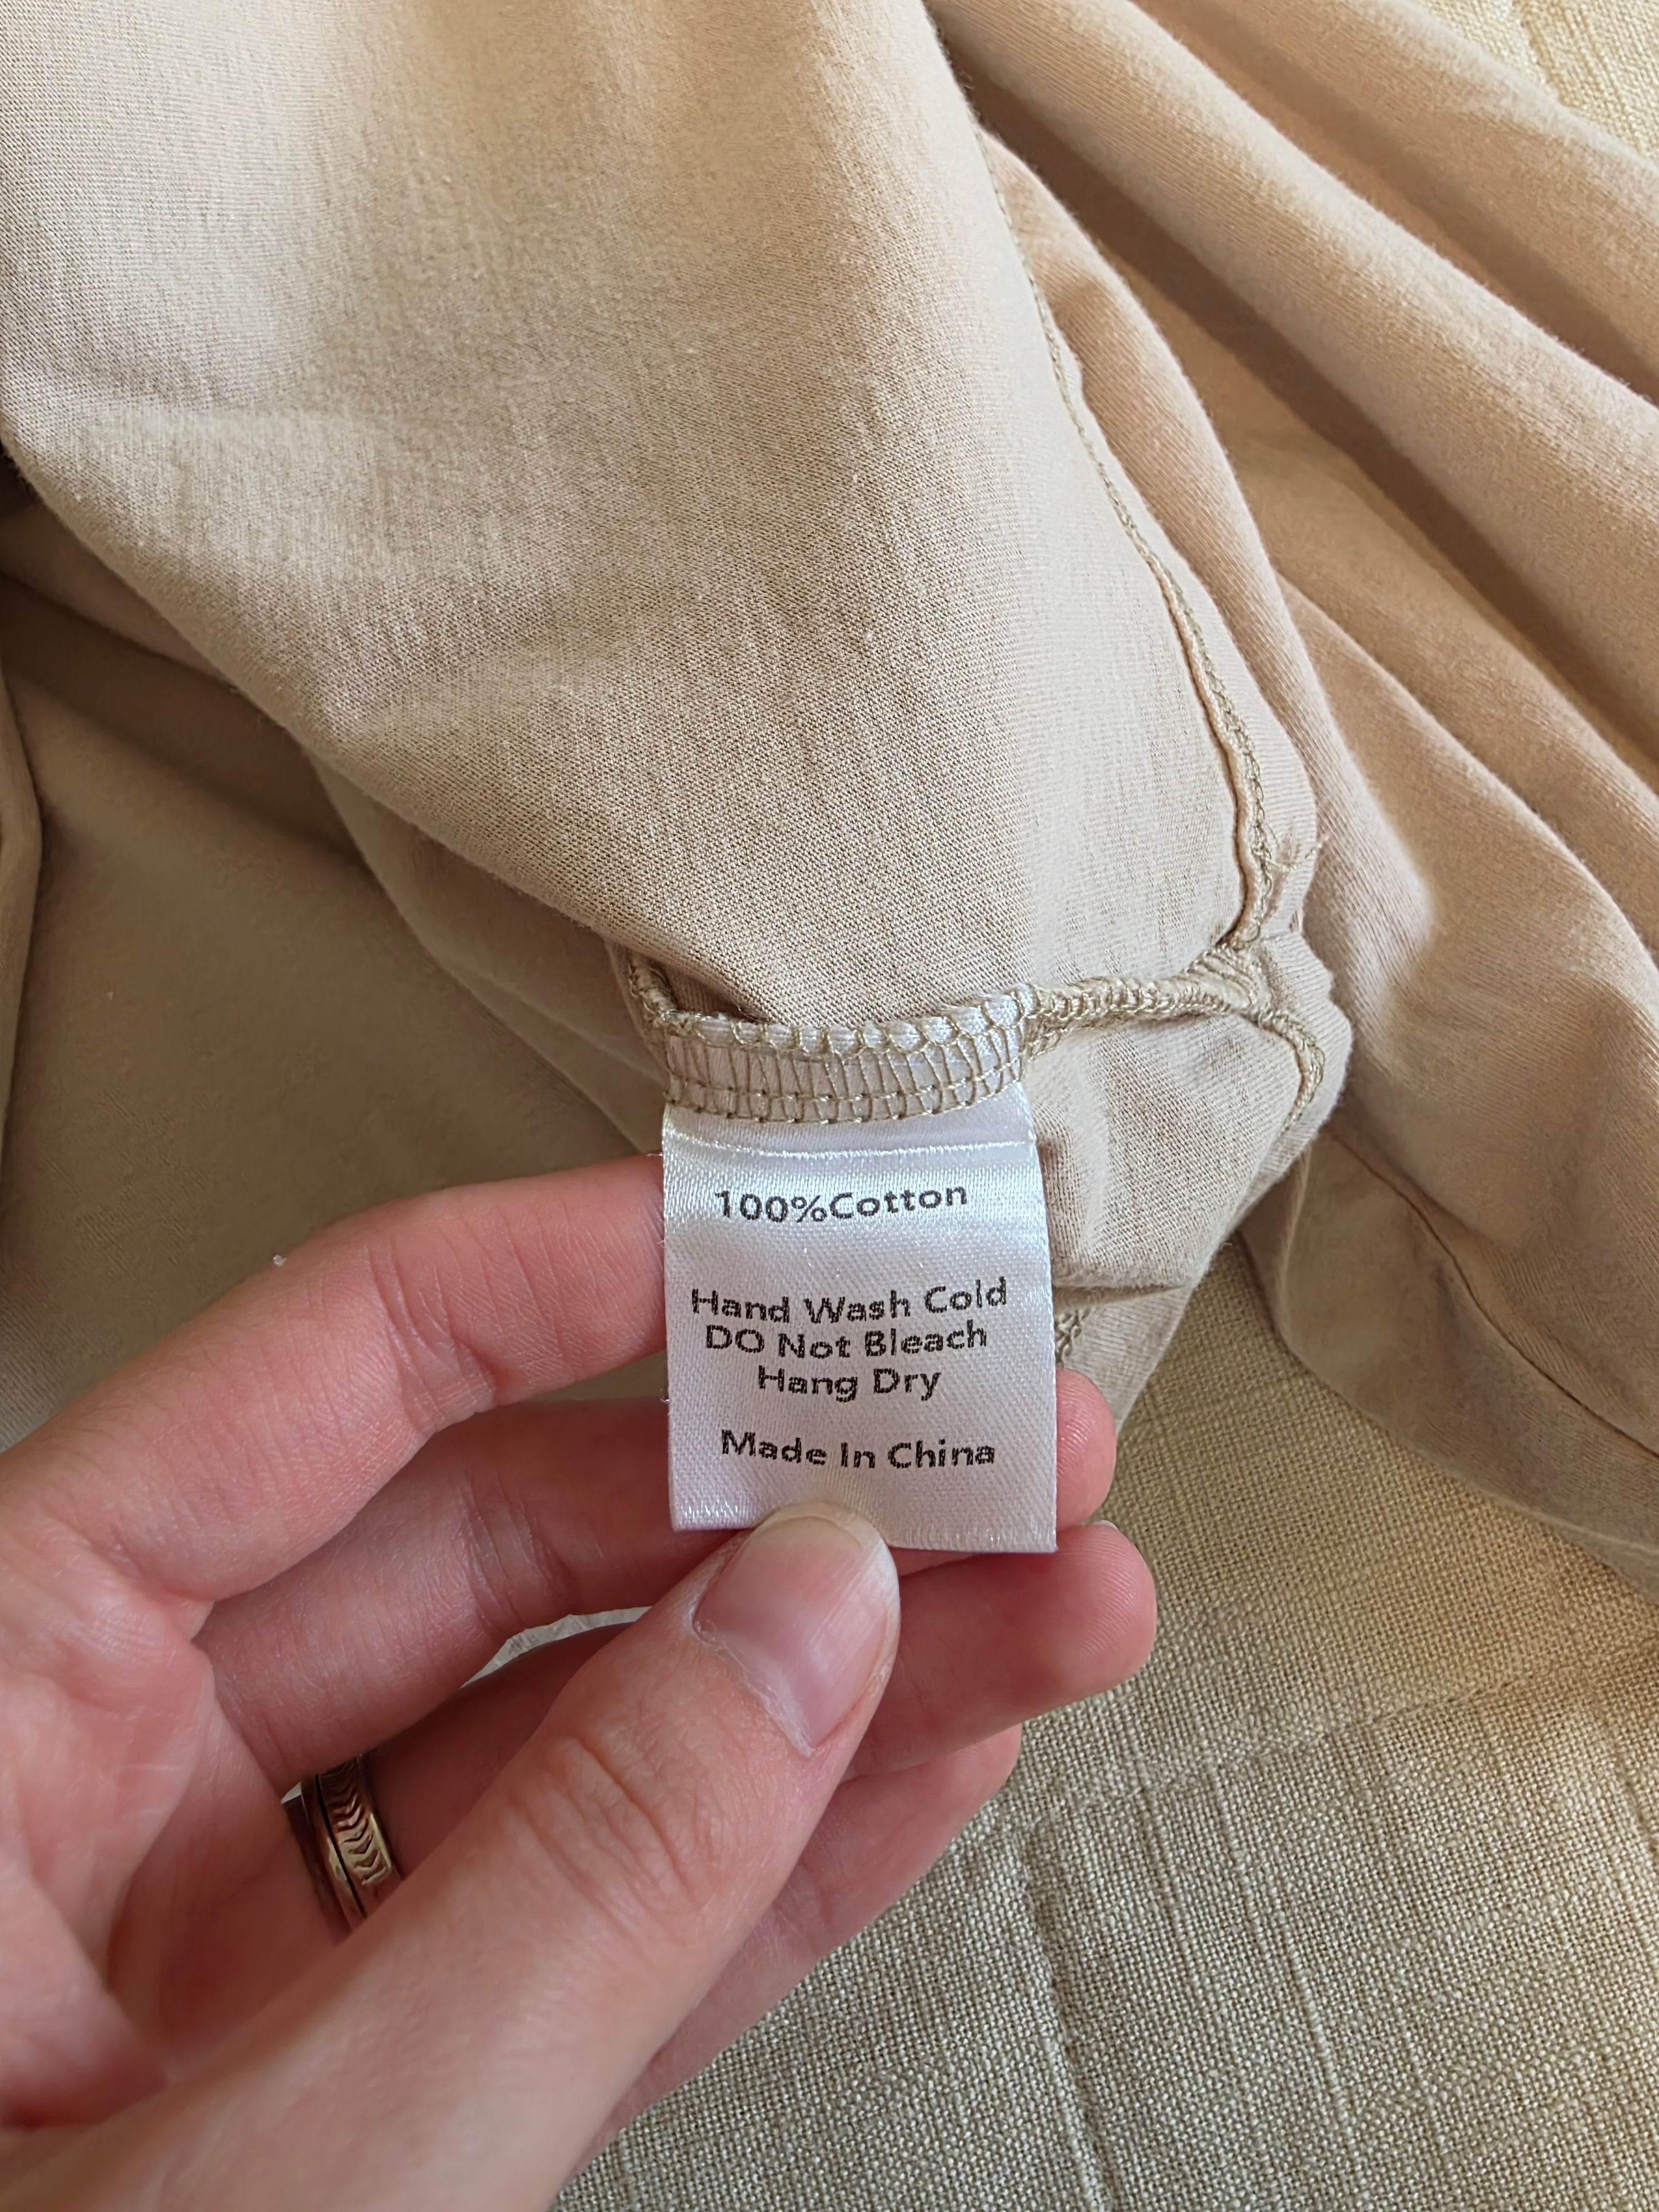 100%Cotton
Hand Wash Cold
DO Not Bleach
Hang Dry
Made In China